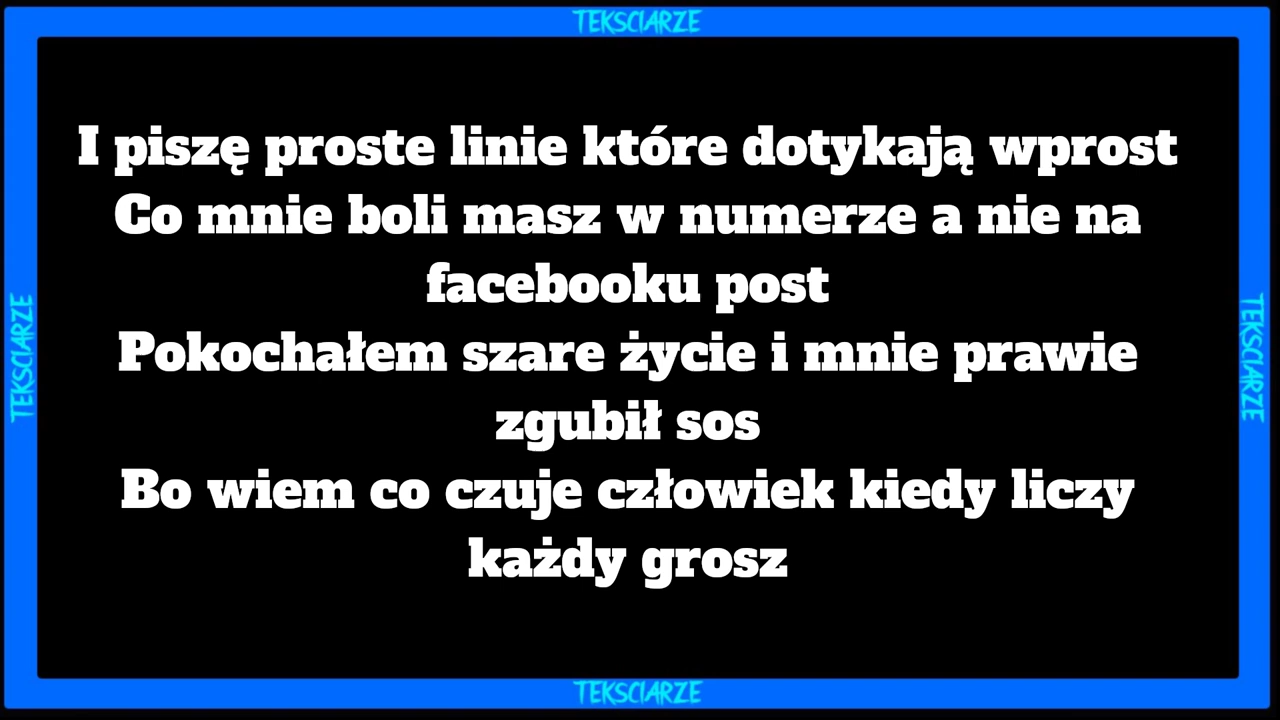 TEKSCIARZE
I piszę proste linie które dotykają wprost
Co mnie boli masz w numerze a nie na
facebooku post
Pokochałem szare życie i mnie prawie
zgubił sos
Bo wiem co czuje człowiek kiedy liczy
każdy grosz
TEKSCIARZE
TEKSCIARZE
TEKSCIARZE